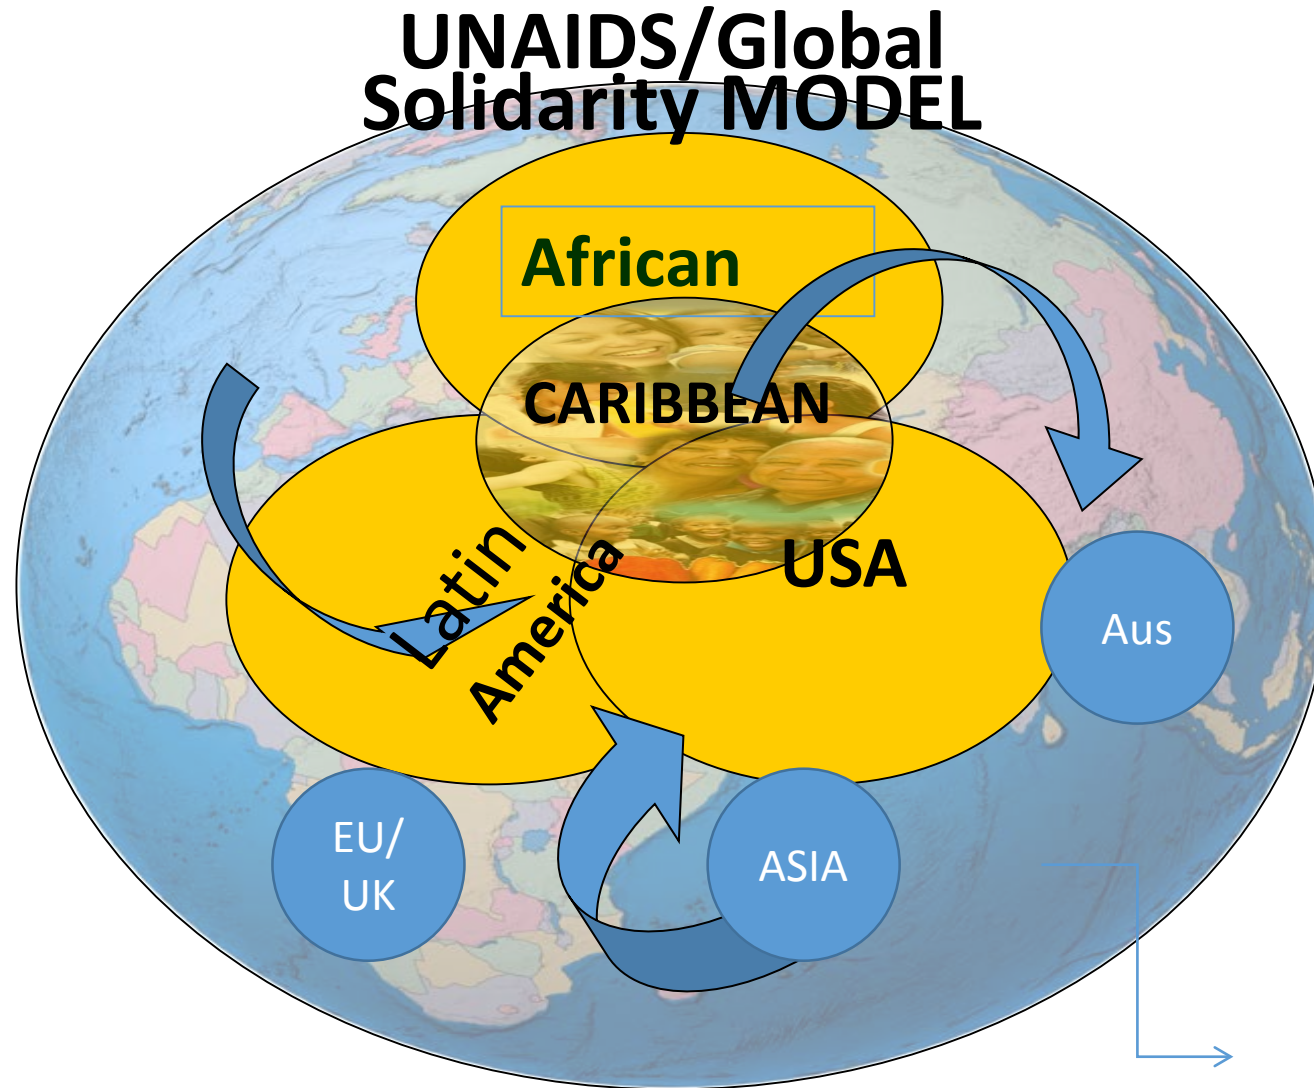 UNAIDS/Global
Solidarity MODEL
African
CARIBBEAN
Latin
America
USA
Aus
EU/
UK
ASIA